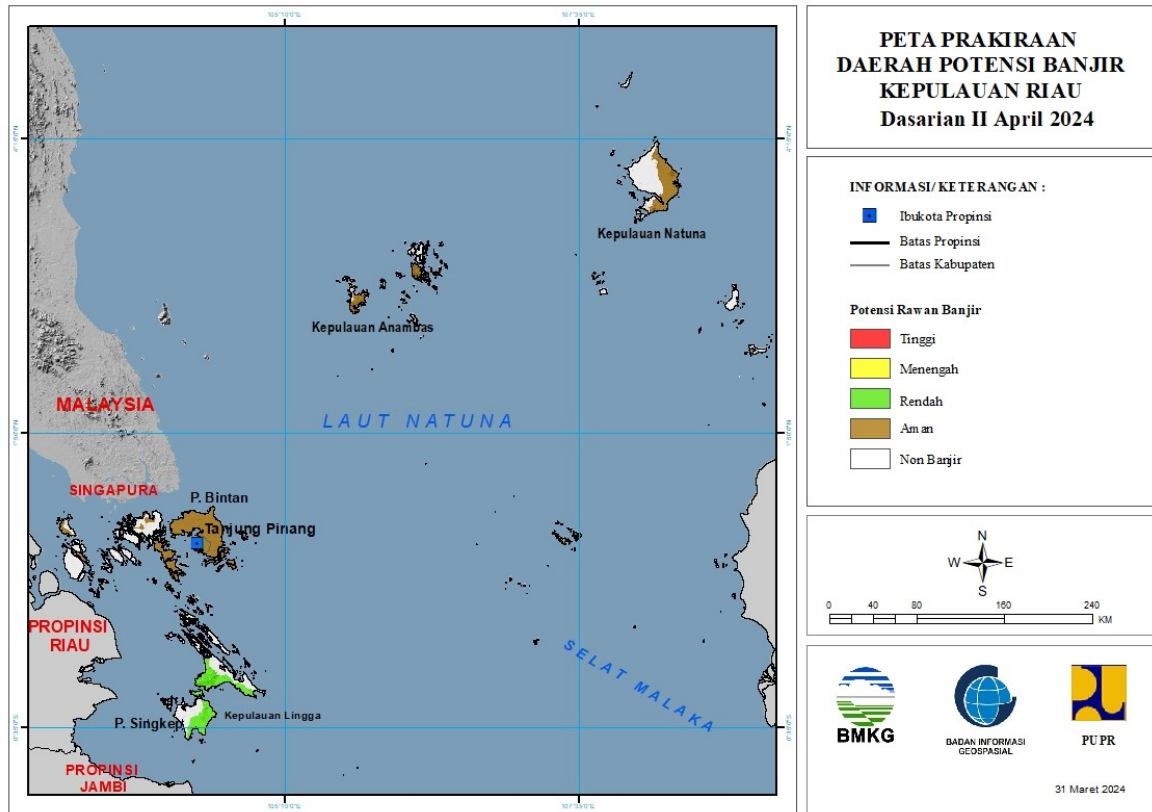 PETA PRAKIRAAN
DAERAH POTENSI BANJIR
KEPULAUAN RIAU
Dasarian II April 2024
INFORMASI/ KETERANGAN :
Ibukota Propinsi
Batas Propinsi
Batas Kabupaten
Potensi Rawan Banjir
Tinggi
Menengah
Rendah
Aman
Non Banjir
N
W E
S
0 40 80 160 240
KM
BMKG
BADAN INFORMASI
GEOSPASIAL
PUPR
31 Maret 2024
Kepulauan Natuna
Kepulauan Anambas
MALAYSIA
LAUT NATUNA
SINGAPURA
P. Bintan
Tanjung Pinang
PROPINSI
RIAU
SELAT MALAKA
P. Singkep
Kepulauan Lingga
PROPINSI
JAMBI